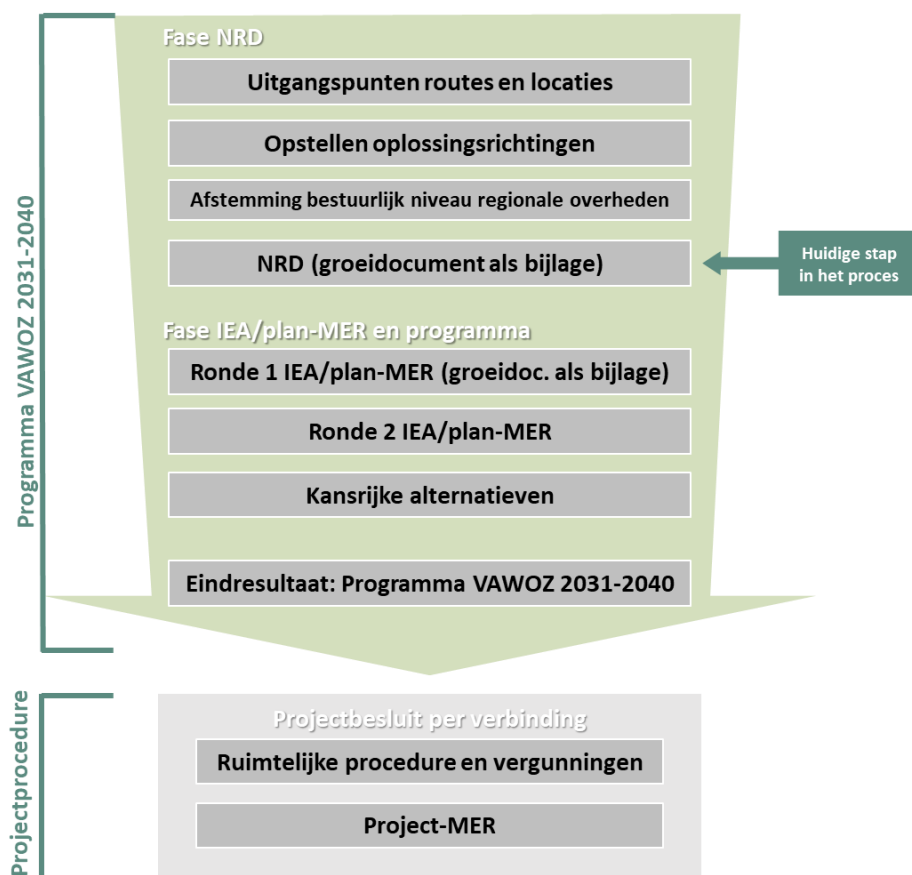 Programma VAWOZ 2031-2040
Fase NRD
Uitgangspunten routes en locaties
Opstellen oplossingsrichtingen
Afstemming bestuurlijk niveau regionale overheden
NRD (groeidocument als bijlage)
Huidige stap
in het proces
Fase IEA/plan-MER en programma
Ronde 1 IEA/plan-MER (groeidoc. als bijlage)
Ronde 2 IEA/plan-MER
Kansrijke alternatieven
Eindresultaat: Programma VAWOZ 2031-2040
Projectprocedure
Projectbesluit per verbinding
Ruimtelijke procedure en vergunningen
Project-MER